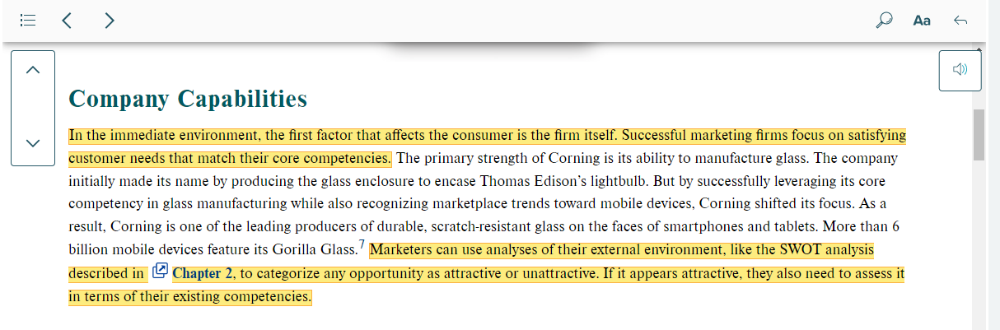 Aa
Company Capabilities
In the immediate environment, the first factor that affects the consumer is the firm itself. Successful marketing firms focus on satisfying
customer needs that match their core competencies. The primary strength of Corning is its ability to manufacture glass. The company
initially made its name by producing the glass enclosure to encase Thomas Edison’s lightbulb. But by successfully leveraging its core
competency in glass manufacturing while also recognizing marketplace trends toward mobile devices, Corning shifted its focus. As a
result, Corning is one of the leading producers of durable, scratch-resistant glass on the faces of smartphones and tablets. More than 6
billion mobile devices feature its Gorilla Glass.7 Marketers can use analyses of their external environment, like the SWOT analysis
described in Chapter 2, to categorize any opportunity as attractive or unattractive. If it appears attractive, they also need to assess it
in terms of their existing competencies.